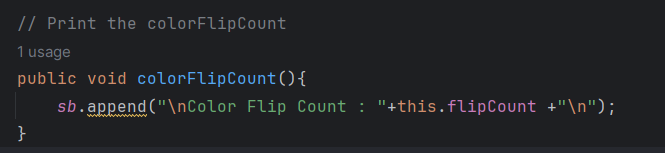 // Print the colorFlipCount
1 usage
public void colorFlipCount(){
    sb.append("\nColor Flip Count : "+this.flipCount +"\n");
}